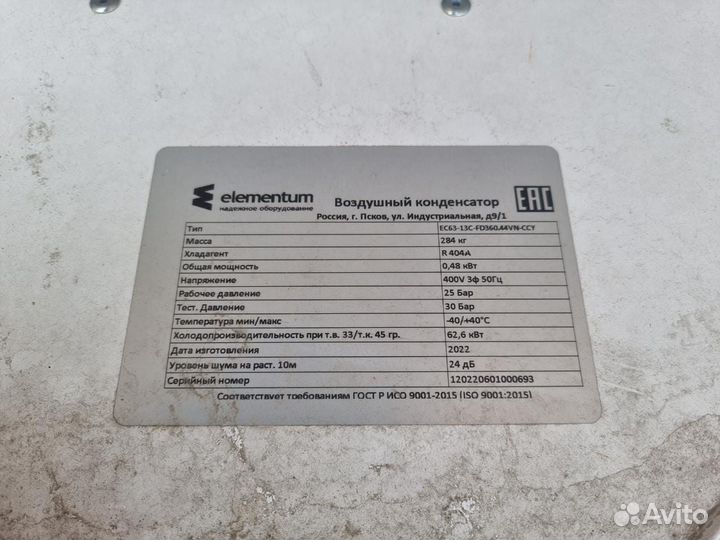 elementum
надежное оборудование
Воздушный конденсатор
EAC
Россия, г. Псков, ул. Индустриальная, д9/1
Тип EC63-13C-FD360.44VN-CCY
Масса 284 кг
Хладагент R 404A
Общая мощность 0,48 кВт
Напряжение 400V 3ф 50Гц
Рабочее давление 25 Бар
Тест. Давление 30 Бар
Температура мин/макс -40/+40°C
Холодопроизводительность при т.в. 33/т.к. 45 гр. 62,6 кВт
Дата изготовления 2022
Уровень шума на раст. 10м 24 дБ
Серийный номер 120220601000693
Соответствует требованиям ГОСТ Р ИСО 9001-2015 (ISO 9001:2015)
Avito